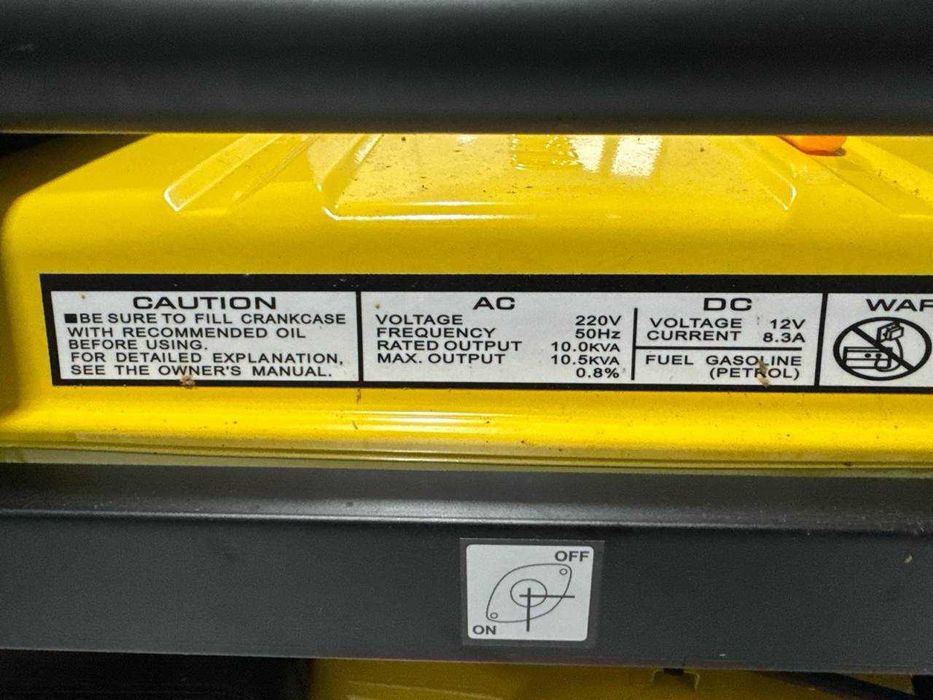 CAUTION
■BE SURE TO FILL CRANKCASE
WITH RECOMMENDED OIL
BEFORE USING.
FOR DETAILED EXPLANATION,
SEE THE OWNER'S MANUAL.
AC
VOLTAGE 220V
FREQUENCY 50Hz
RATED OUTPUT 10.0KVA
MAX. OUTPUT 10.5KVA
0.8%
DC
VOLTAGE 12V
CURRENT 8.3A
FUEL GASOLINE
(PETROL)
WAR
OFF
ON